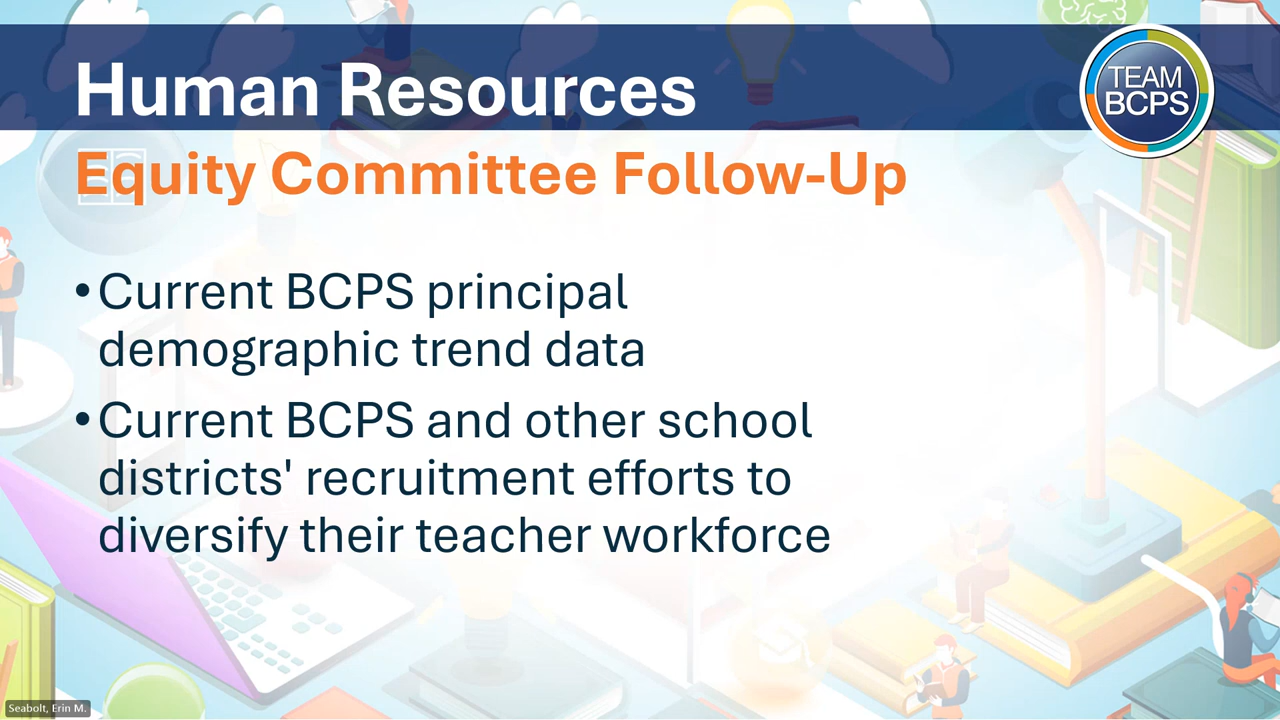 Human Resources
TEAM
BCPS
Equity Committee Follow-Up
•Current BCPS principal
demographic trend data
•Current BCPS and other school
districts' recruitment efforts to
diversify their teacher workforce
Seabolt, Erin M.